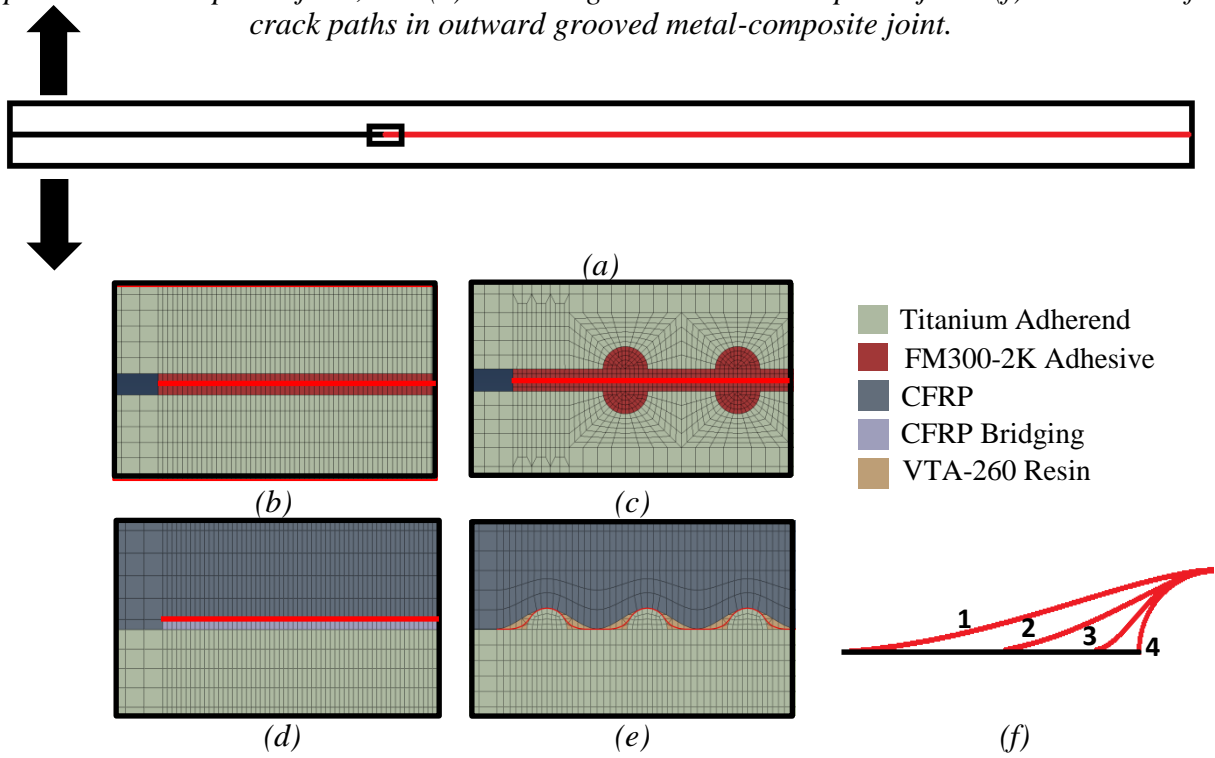 crack paths in outward grooved metal-composite joint.
(a)
Titanium Adherend
FM300-2K Adhesive
CFRP
CFRP Bridging
VTA-260 Resin
(b)
(c)
1
2
3
4
(d)
(e)
(f)